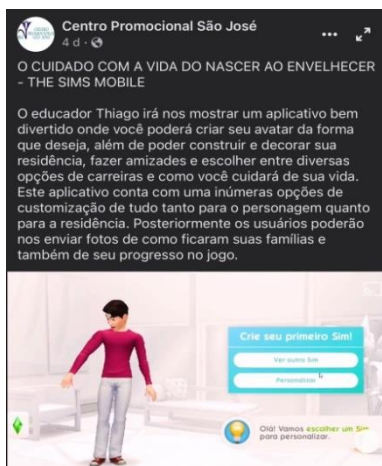 Centro Promocional São José
4 d ·
O CUIDADO COM A VIDA DO NASCER AO ENVELHECER
- THE SIMS MOBILE
O educador Thiago irá nos mostrar um aplicativo bem
divertido onde você poderá criar seu avatar da forma
que deseja, além de poder construir e decorar sua
residência, fazer amizades e escolher entre diversas
opções de carreiras e como você cuidará de sua vida.
Este aplicativo conta com uma inúmeras opções de
customização de tudo tanto para o personagem quanto
para a residência. Posteriormente os usuários poderão
nos enviar fotos de como ficaram suas famílias e
também de seu progresso no jogo.
Crie seu primeiro Sim!
Ver outro Sim
Personalizar
Olá! Vamos escolher um Sim
para personalizar.